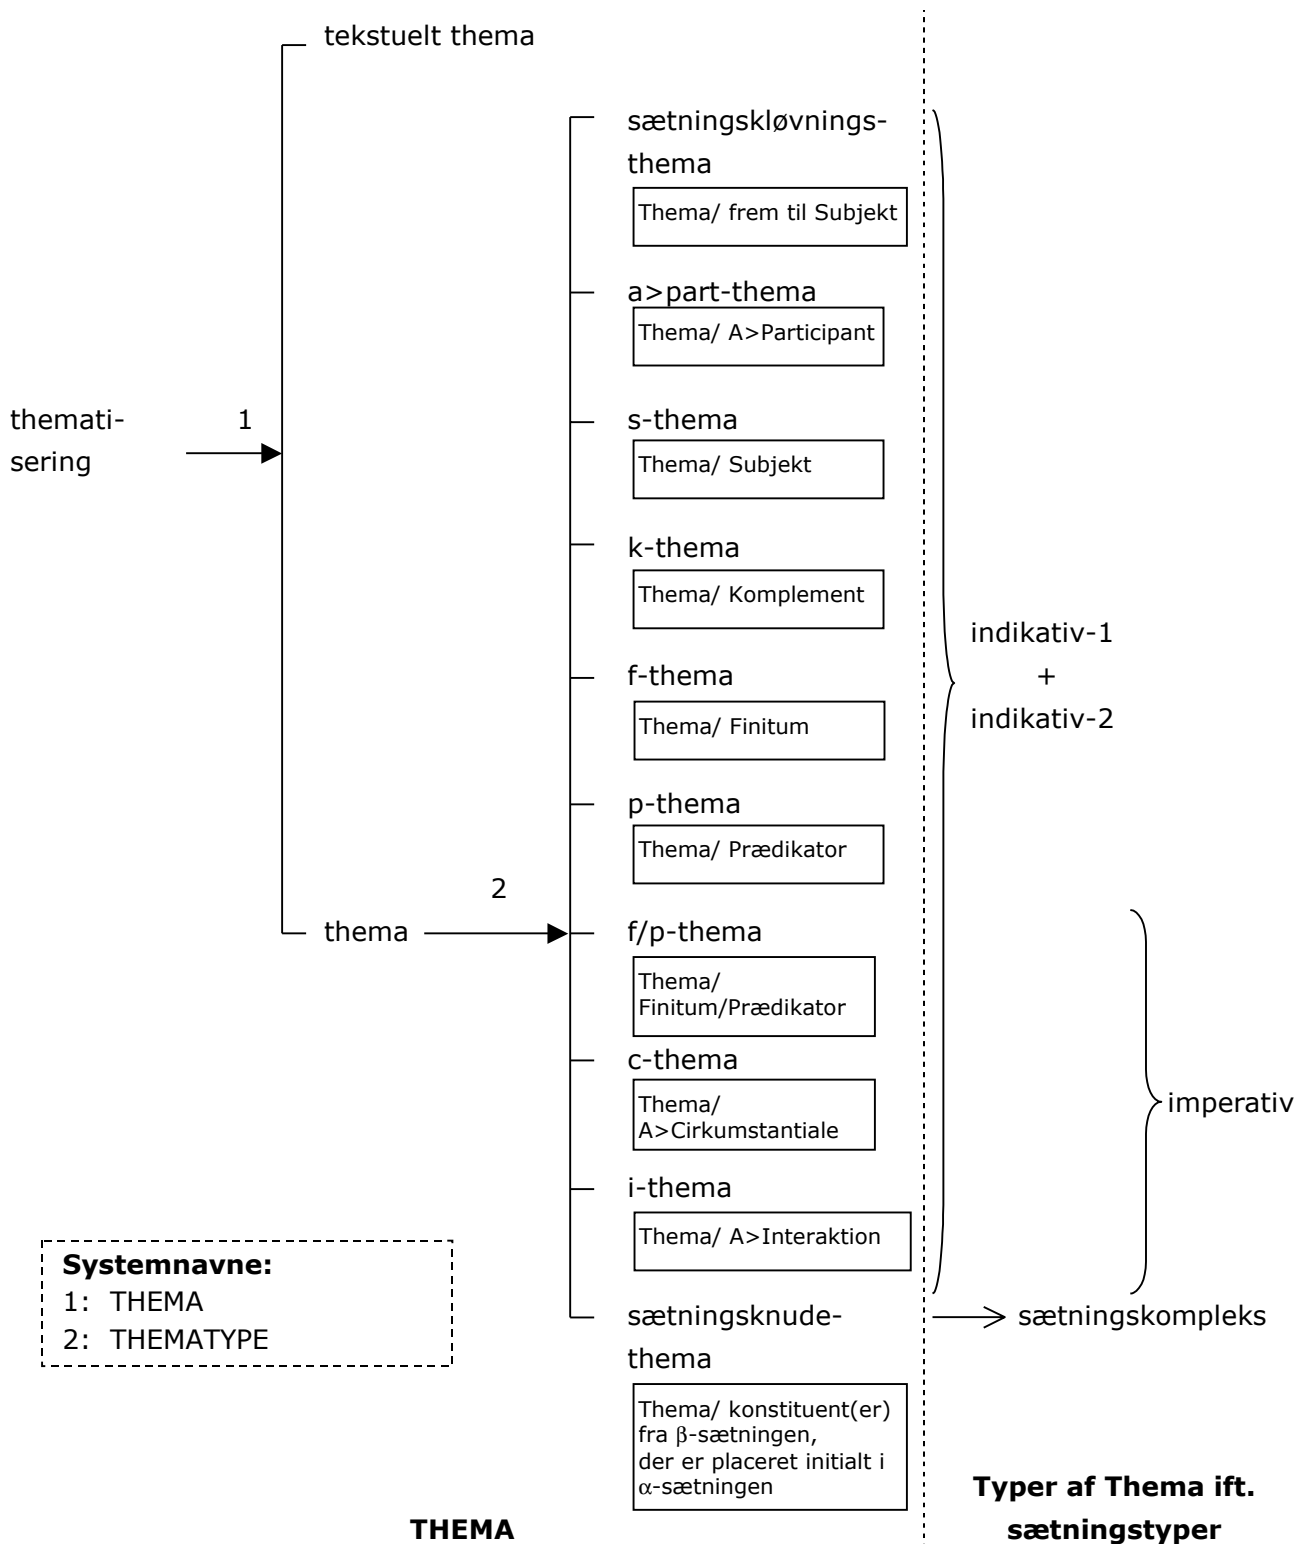 tekstuelt thema
sætningskløvnings-
thema
Thema/ frem til Subjekt
a>part-thema
Thema/ A>Participant
themati-
sering
1
s-thema
Thema/ Subjekt
k-thema
Thema/ Komplement
f-thema
Thema/ Finitum
p-thema
Thema/ Prædikator
thema
2
f/p-thema
Thema/
Finitum/Prædikator
c-thema
Thema/
A>Cirkumstantiale
i-thema
Thema/ A>Interaktion
sætningsknude-
thema
Thema/ konstituent(er)
fra β-sætningen,
der er placeret initialt i
α-sætningen
indikativ-1
+
indikativ-2
imperativ
sætningskompleks
Systemnavne:
1: THEMA
2: THEMATYPE
THEMA
Typer af Thema ift.
sætningstyper